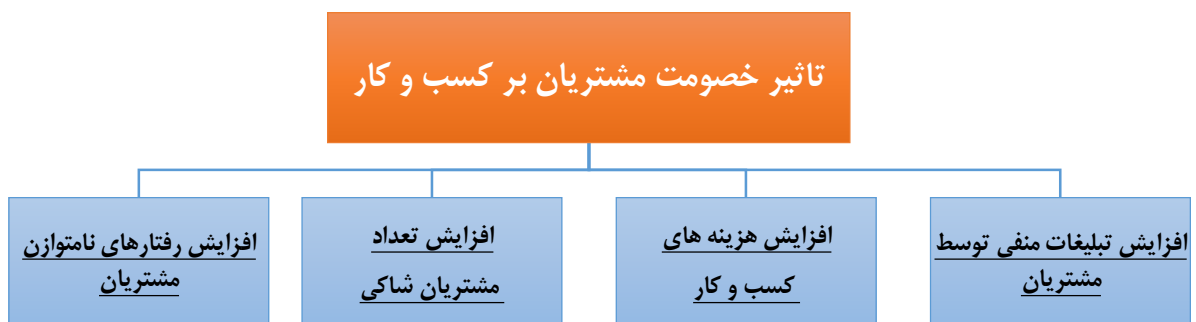 تاثیر خصومت مشتریان بر کسب و کار
افزایش تبلیغات منفی توسط
مشتریان
افزایش هزینه های
کسب و کار
افزایش تعداد
مشتریان شاکی
افزایش رفتارهای نامتوازن
مشتریان